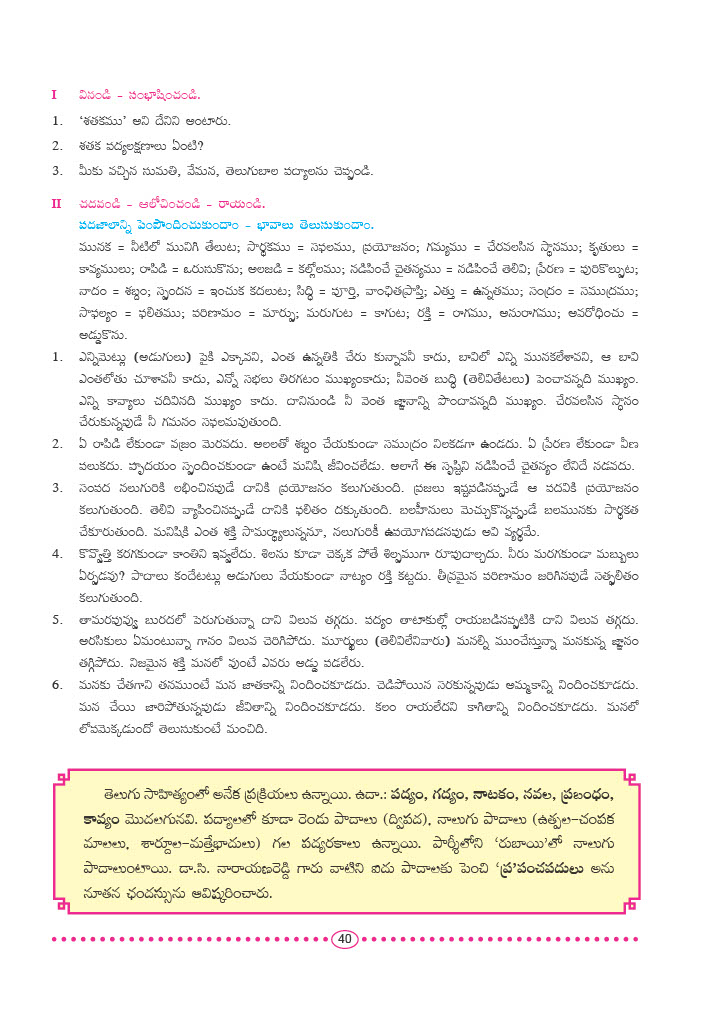 I వినండి - సంభాషించండి.
1. ‘శతకము’ అని దేనిని అంటారు.
2. శతక పద్యలక్షణాలు ఏంటి?
3. మీకు వచ్చిన సుమతి, వేమన, తెలుగుబాల పద్యాలను చెప్పండి.
II చదవండి - ఆలోచించండి - రాయండి.
పదజాలాన్ని పెంపొందించుకుందాం - భావాలు తెలుసుకుందాం.
మునక = నీటిలో మునిగి తేలుట; సార్థకము = సఫలము, ప్రయోజనం; గమ్యము = చేరవలసిన స్థానము; కృతులు =
కావ్యములు; రాపిడి = ఒరుసుకొను; అలజడి = కల్లోలము; నడిపించే చైతన్యము = నడిపించే తెలివి; ప్రేరణ = పురికొల్పుట;
నాదం = శబ్దం; స్పందన = ఇంచుక కదలుట; సిద్ధి = పూర్తి, వాంఛితప్రాప్తి; ఎత్తు = ఉన్నతము; సంద్రం = సముద్రము;
సాఫల్యం = ఫలితము; పరిణామం = మార్పు; మరుగుట = కాగుట; రక్తి = రాగము, అనురాగము; అవరోధించు =
అడ్డుకొను.
1. ఎన్నిమెట్లు (అడుగులు) పైకి ఎక్కావని, ఎంత ఉన్నతికి చేరు కున్నావనీ కాదు, బావిలో ఎన్ని మునకలేశావని, ఆ బావి
ఎంతలోతు చూశావనీ కాదు, ఎన్నో సభలు తిరగటం ముఖ్యంకాదు; నీవెంత బుద్ధి (తెలివితేటలు) పెంచావన్నది ముఖ్యం.
ఎన్ని కావ్యాలు చదివినది ముఖ్యం కాదు. దానినుండి నీ వెంత జ్ఞానాన్ని పొందావన్నది ముఖ్యం. చేరవలసిన స్థానం
చేరుకున్నవుడే నీ గమనం సఫలమవుతుంది.
2. ఏ రాపిడి లేకుండా వజ్రం మెరవదు. అలలతో శబ్దం చేయకుండా సముద్రం నిలకడగా ఉండదు. ఏ ప్రేరణ లేకుండా వీణ
పలుకదు. హృదయం స్పందించకుండా ఉంటే మనిషి జీవించలేడు. అలాగే ఈ సృష్టిని నడిపించే చైతన్యం లేనిదే నడవదు.
3. సంపద నలుగురికి లభించినవుడే దానికి ప్రయోజనం కలుగుతుంది. ప్రజలు ఇష్టపడినప్పుడే ఆ పదవికి ప్రయోజనం
కలుగుతుంది. తెలివి వ్యాపించినప్పుడే దానికి ఫలితం దక్కుతుంది. బలహీనులు మెచ్చుకొన్నప్పుడే బలమునకు సార్థకత
చేకూరుతుంది. మనిషికి ఎంత శక్తి సామర్థ్యాలున్ననూ, నలుగురికీ ఉపయోగపడనపుడు అవి వ్యర్థమే.
4. కొవ్వొత్తి కరగకుండా కాంతిని ఇవ్వలేదు. శిలను కూడా చెక్కక పోతే శిల్పముగా రూపుదాల్చదు. నీరు మరగకుండా మబ్బులు
ఏర్పడవు? పాదాలు కందేటట్లు అడుగులు వేయకుండా నాట్యం రక్తి కట్టదు. తీవ్రమైన పరిణామం జరిగినపుడే సత్ఫలితం
కలుగుతుంది.
5. తామరపువ్వు బురదలో పెరుగుతున్నా దాని విలువ తగ్గదు. పద్యం తాటాకుల్లో రాయబడినప్పటికి దాని విలువ తగ్గదు.
అరసికులు ఏమంటున్నా గానం విలువ చెరిగిపోదు. మూర్ఖులు (తెలివిలేనివారు) మనల్ని ముంచేస్తున్నా మనకున్న జ్ఞానం
తగ్గిపోదు. నిజమైన శక్తి మనలో వుంటే ఎవరు అడ్డు పడలేరు.
6. మనకు చేతగాని తనముంటే మన జాతకాన్ని నిందించకూడదు. చెడిపోయిన సరకున్నవుడు అమ్మకాన్ని నిందించకూడదు.
మన చేయి జారిపోతున్నవుడు జీవితాన్ని నిందించకూడదు. కలం రాయలేదని కాగితాన్ని నిందించకూడదు. మనలో
లోపమెక్కడుందో తెలుసుకుంటే మంచిది.
తెలుగు సాహిత్యంలో అనేక ప్రక్రియలు ఉన్నాయి. ఉదా.: పద్యం, గద్యం, నాటకం, నవల, ప్రబంధం,
కావ్యం మొదలగునవి. పద్యాలలో కూడా రెండు పాదాలు (ద్విపద), నాలుగు పాదాలు (ఉత్పల-చంపక
మాలలు, శార్దూల-మత్తేభాదులు) గల పద్యరకాలు ఉన్నాయి. పార్శీలోని ‘రుబాయి’లో నాలుగు
పాదాలుంటాయి. డా.సి. నారాయణరెడ్డి గారు వాటిని ఐదు పాదాలకు పెంచి ‘ప్ర’పంచపదులు అను
నూతన ఛందస్సును ఆవిష్కరించారు.
40